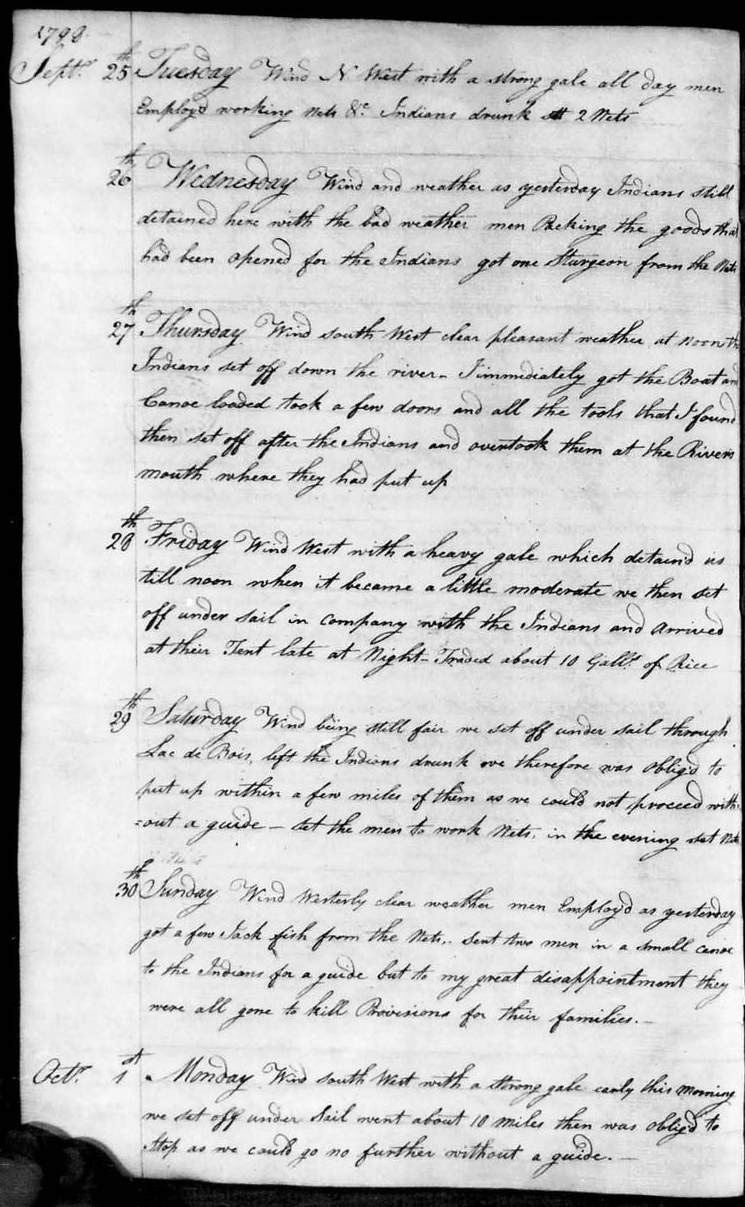 1798
Septr. 25th Tuesday Wind N West with a strong gale all day men
Employd working nets &c. Indians drunk set 2 Nets
26th Wednesday Wind and weather as yesterday Indians still
detained here with the bad weather men Packing the goods that
had been opened for the Indians got one Sturgeon from the Nets
27th Thursday Wind south West clear pleasant weather at noon the
Indians set off down the river - I immediately got the Boat and
Canoe loaded took a few doors and all the tools that I found
then set off after the Indians and overtook them at the Rivers
mouth where they had put up
28th Friday Wind West with a heavy gale which detaind us
till noon when it became a little moderate we then set
off under sail in company with the Indians and Arrived
at their Tent late at Night - Traded about 10 Galls. of Rice
29th Saturday Wind being still fair we set off under sail through
Lac de Bois, left the Indians drunk we therefore was obligd to
put up within a few miles of them as we could not proceed with-
=out a guide - set the men to work Nets, in the evening set Nets
30th Sunday Wind Westerly clear weather men Employd as yesterday
got a few Jack fish from the Nets,. sent two men in a small canoe
to the Indians for a guide but to my great disappointment they
were all gone to kill Provisions for their families. -
Octr. 1st Monday Wind south West with a strong gale early this morning
we set off under sail went about 10 miles then was obligd to
stop as we could go no further without a guide. -